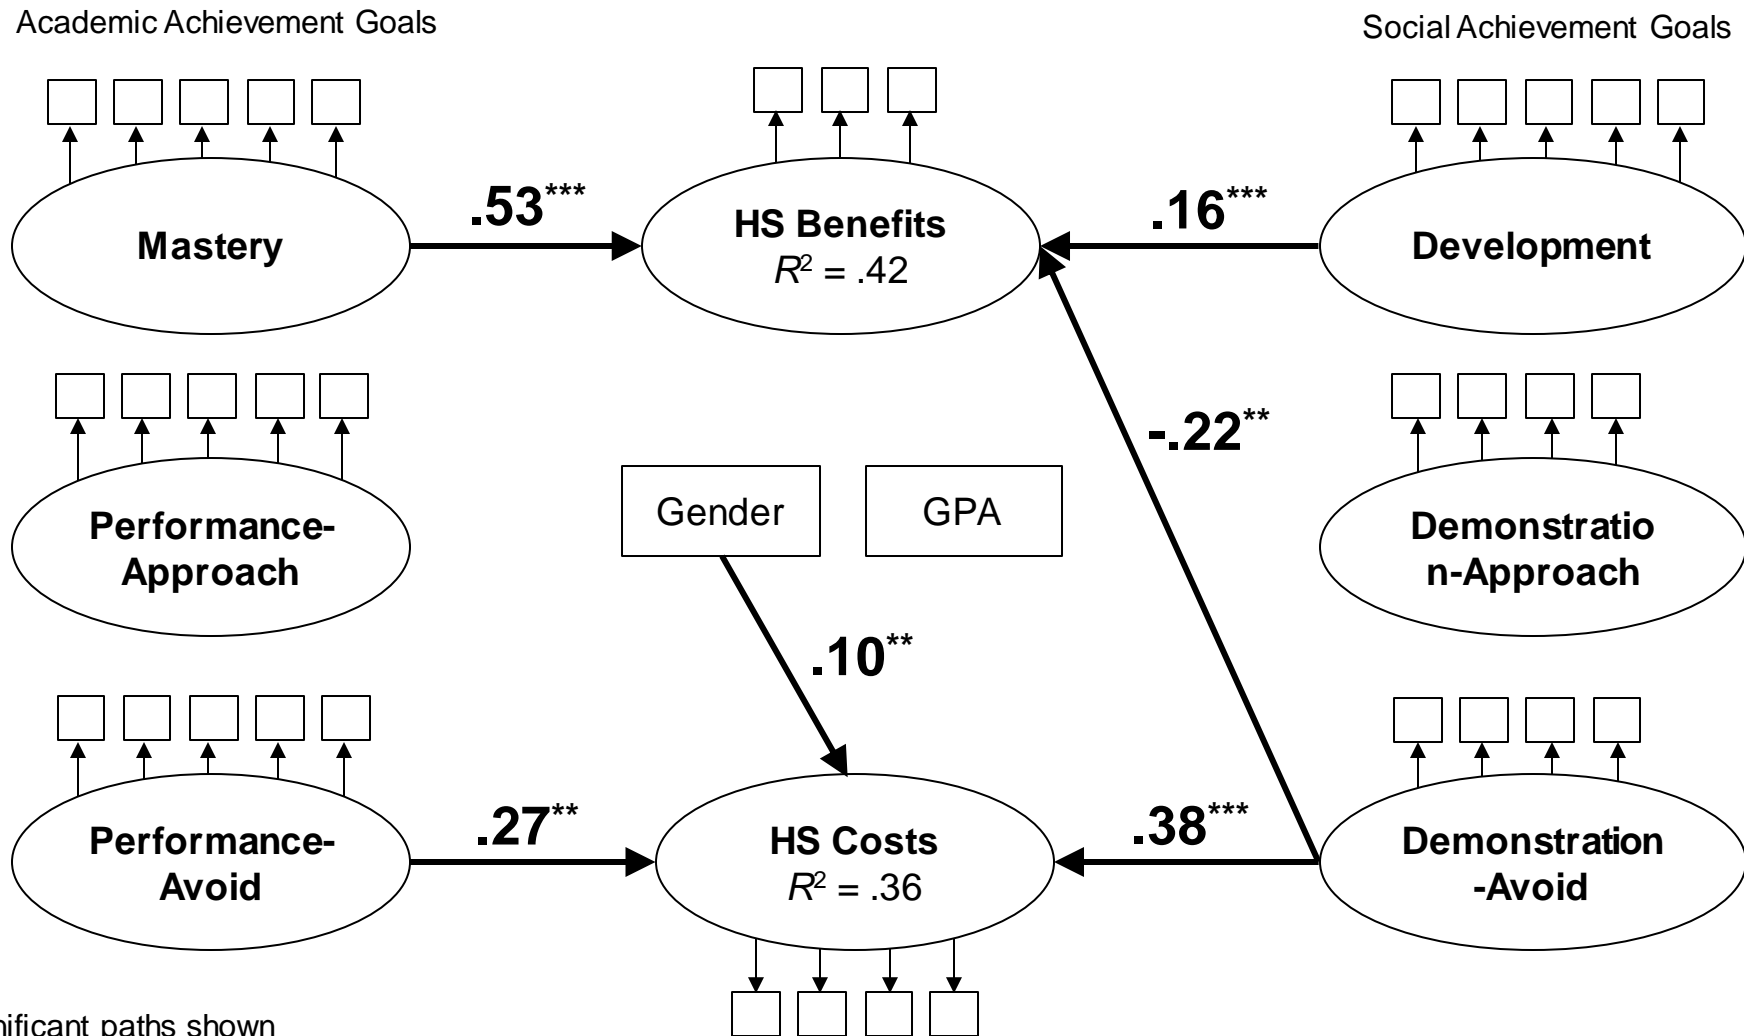 Academic Achievement Goals
Social Achievement Goals
.53***
.16***
Mastery
HS Benefits
R² = .42
Development
-.22**
Performance-
Approach
Gender
GPA
Demonstratio
n-Approach
.10**
.27**
.38***
Performance-
Avoid
HS Costs
R² = .36
Demonstration
-Avoid
nificant paths shown